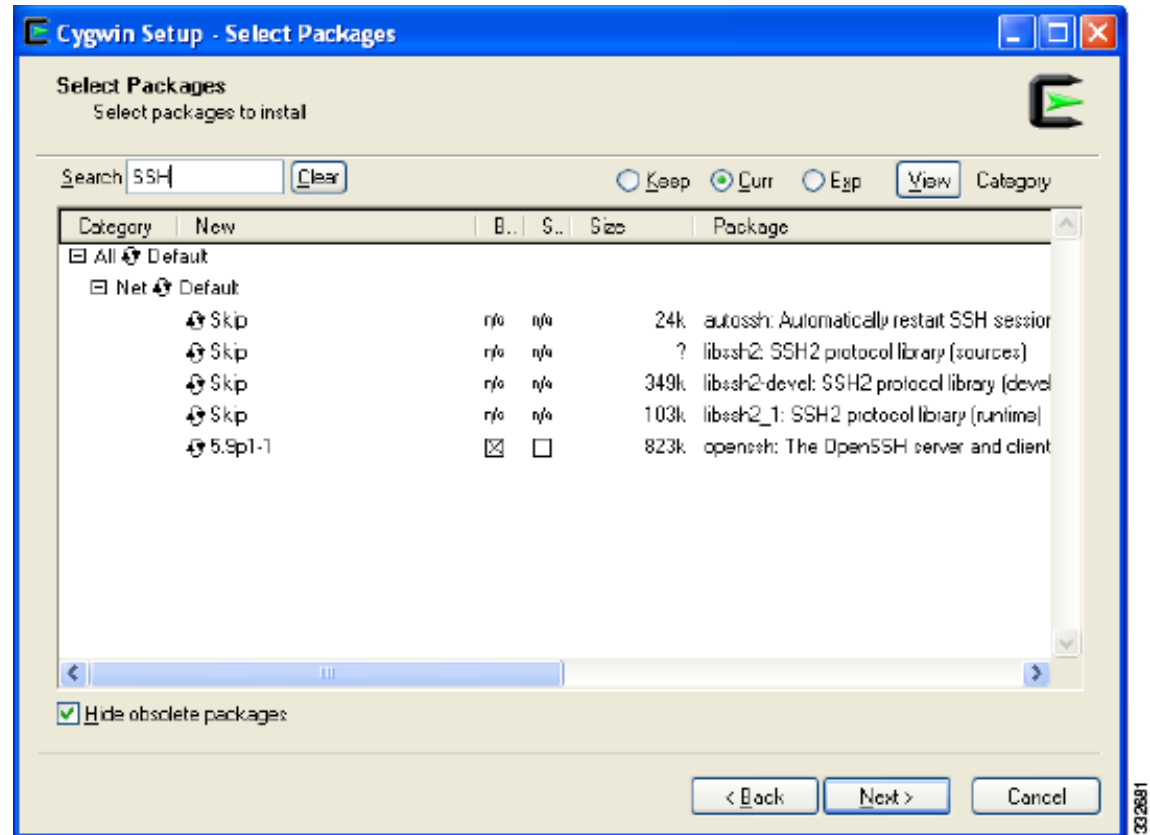 Cygwin Setup - Select Packages
Select Packages
Select packages to install
Search SSH Clear Keep Curr Exp View Category
Category New B.. S.. Size Package
All Default
Net Default
Skip n/a n/a 24k autossh: Automatically restart SSH session
Skip n/a n/a ? libssh2: SSH2 protocol library (sources)
Skip n/a n/a 349k libssh2-devel: SSH2 protocol library (devel
Skip n/a n/a 103k libssh2_1: SSH2 protocol library (runtime)
5.9p1-1 823k openssh: The OpenSSH server and client
Hide obsolete packages
< Back Next > Cancel
332681